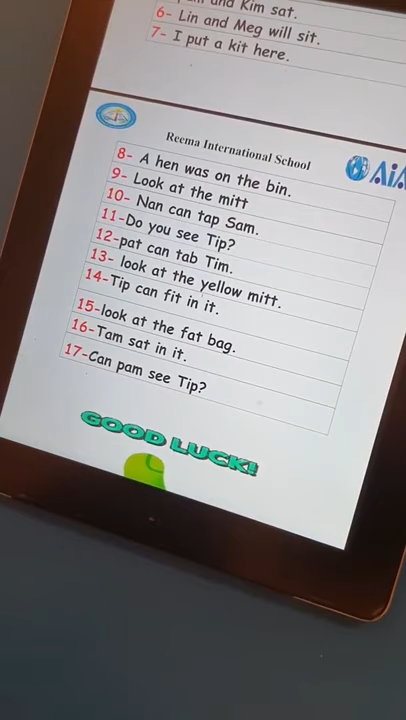 and Kim sat.
6- Lin and Meg will sit.
7- I put a kit here.
Reema International School
AiA
8- A hen was on the bin.
9- Look at the mitt
10- Nan can tap Sam.
11-Do you see Tip?
12-pat can tab Tim.
13- look at the yellow mitt.
14-Tip can fit in it.
15-look at the fat bag.
16-Tam sat in it.
17-Can pam see Tip?
GOOD LUCK!